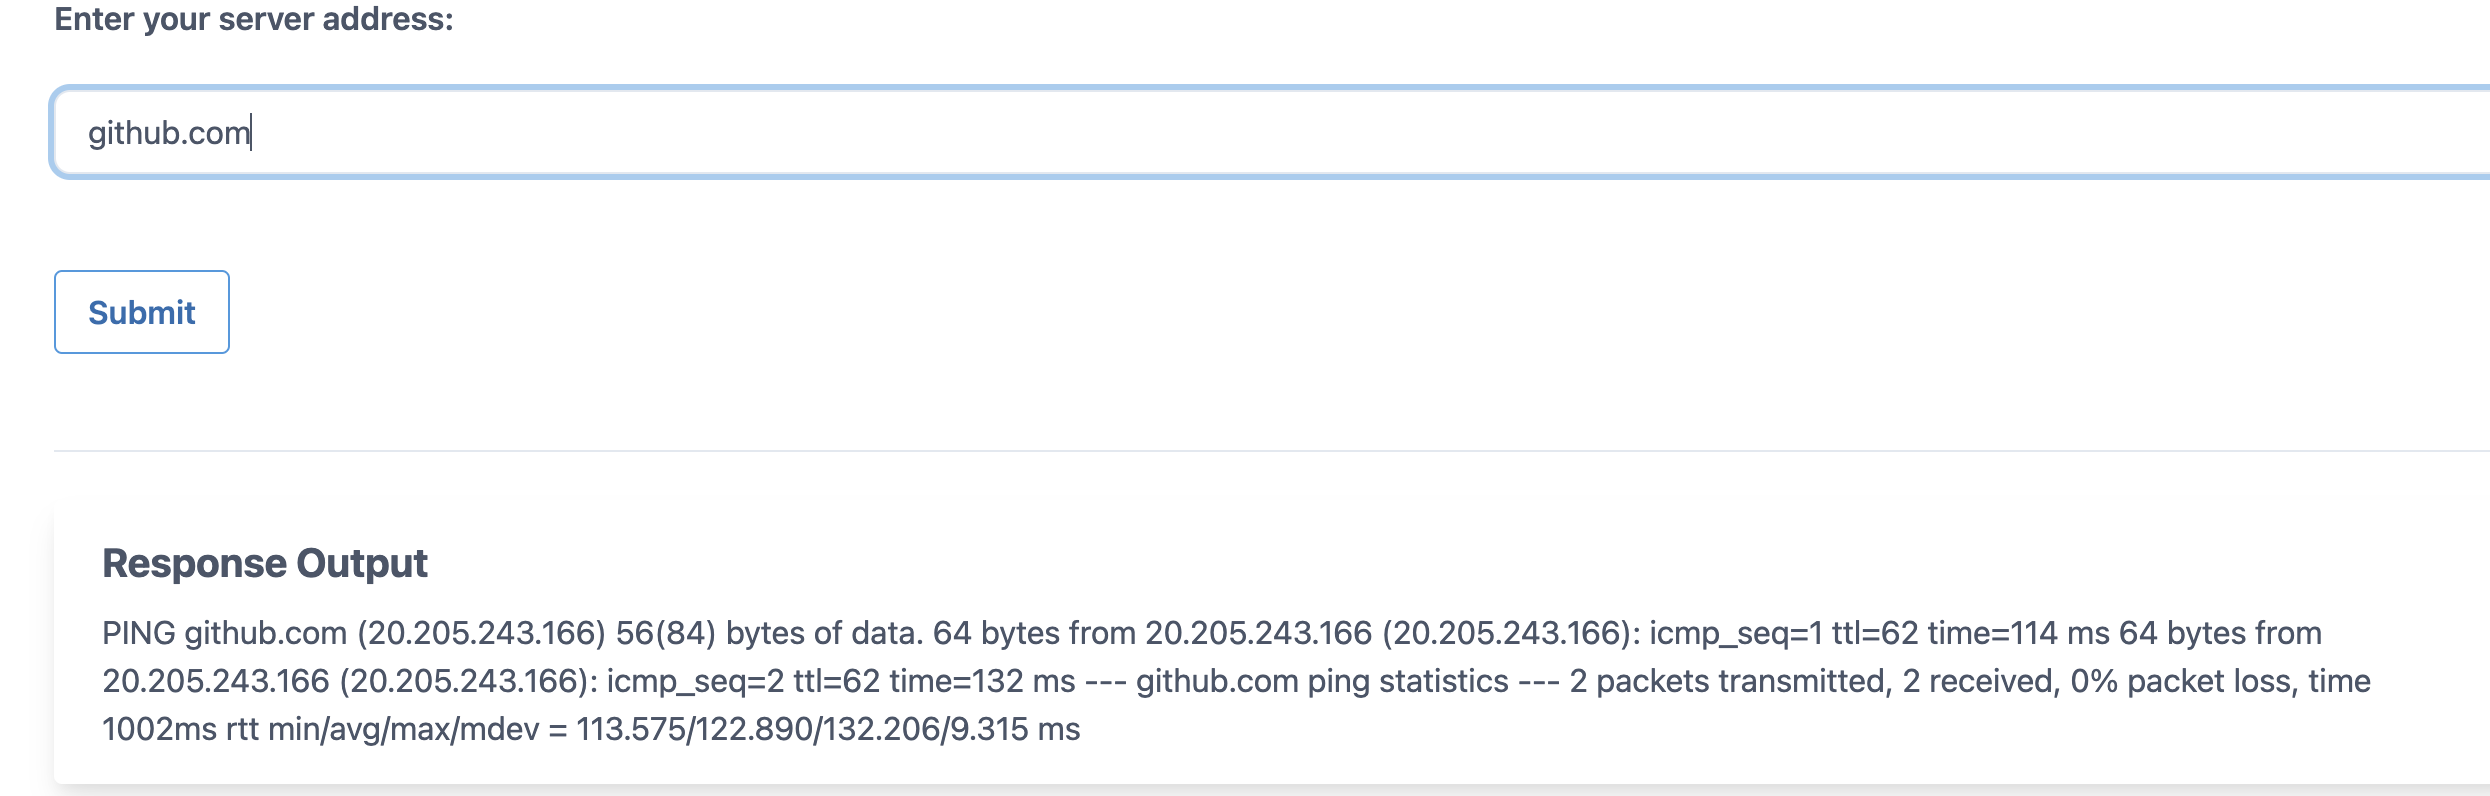 Enter your server address:
github.com
Submit
Response Output
PING github.com (20.205.243.166) 56(84) bytes of data. 64 bytes from 20.205.243.166 (20.205.243.166): icmp_seq=1 ttl=62 time=114 ms 64 bytes from
20.205.243.166 (20.205.243.166): icmp_seq=2 ttl=62 time=132 ms --- github.com ping statistics --- 2 packets transmitted, 2 received, 0% packet loss, time
1002ms rtt min/avg/max/mdev = 113.575/122.890/132.206/9.315 ms